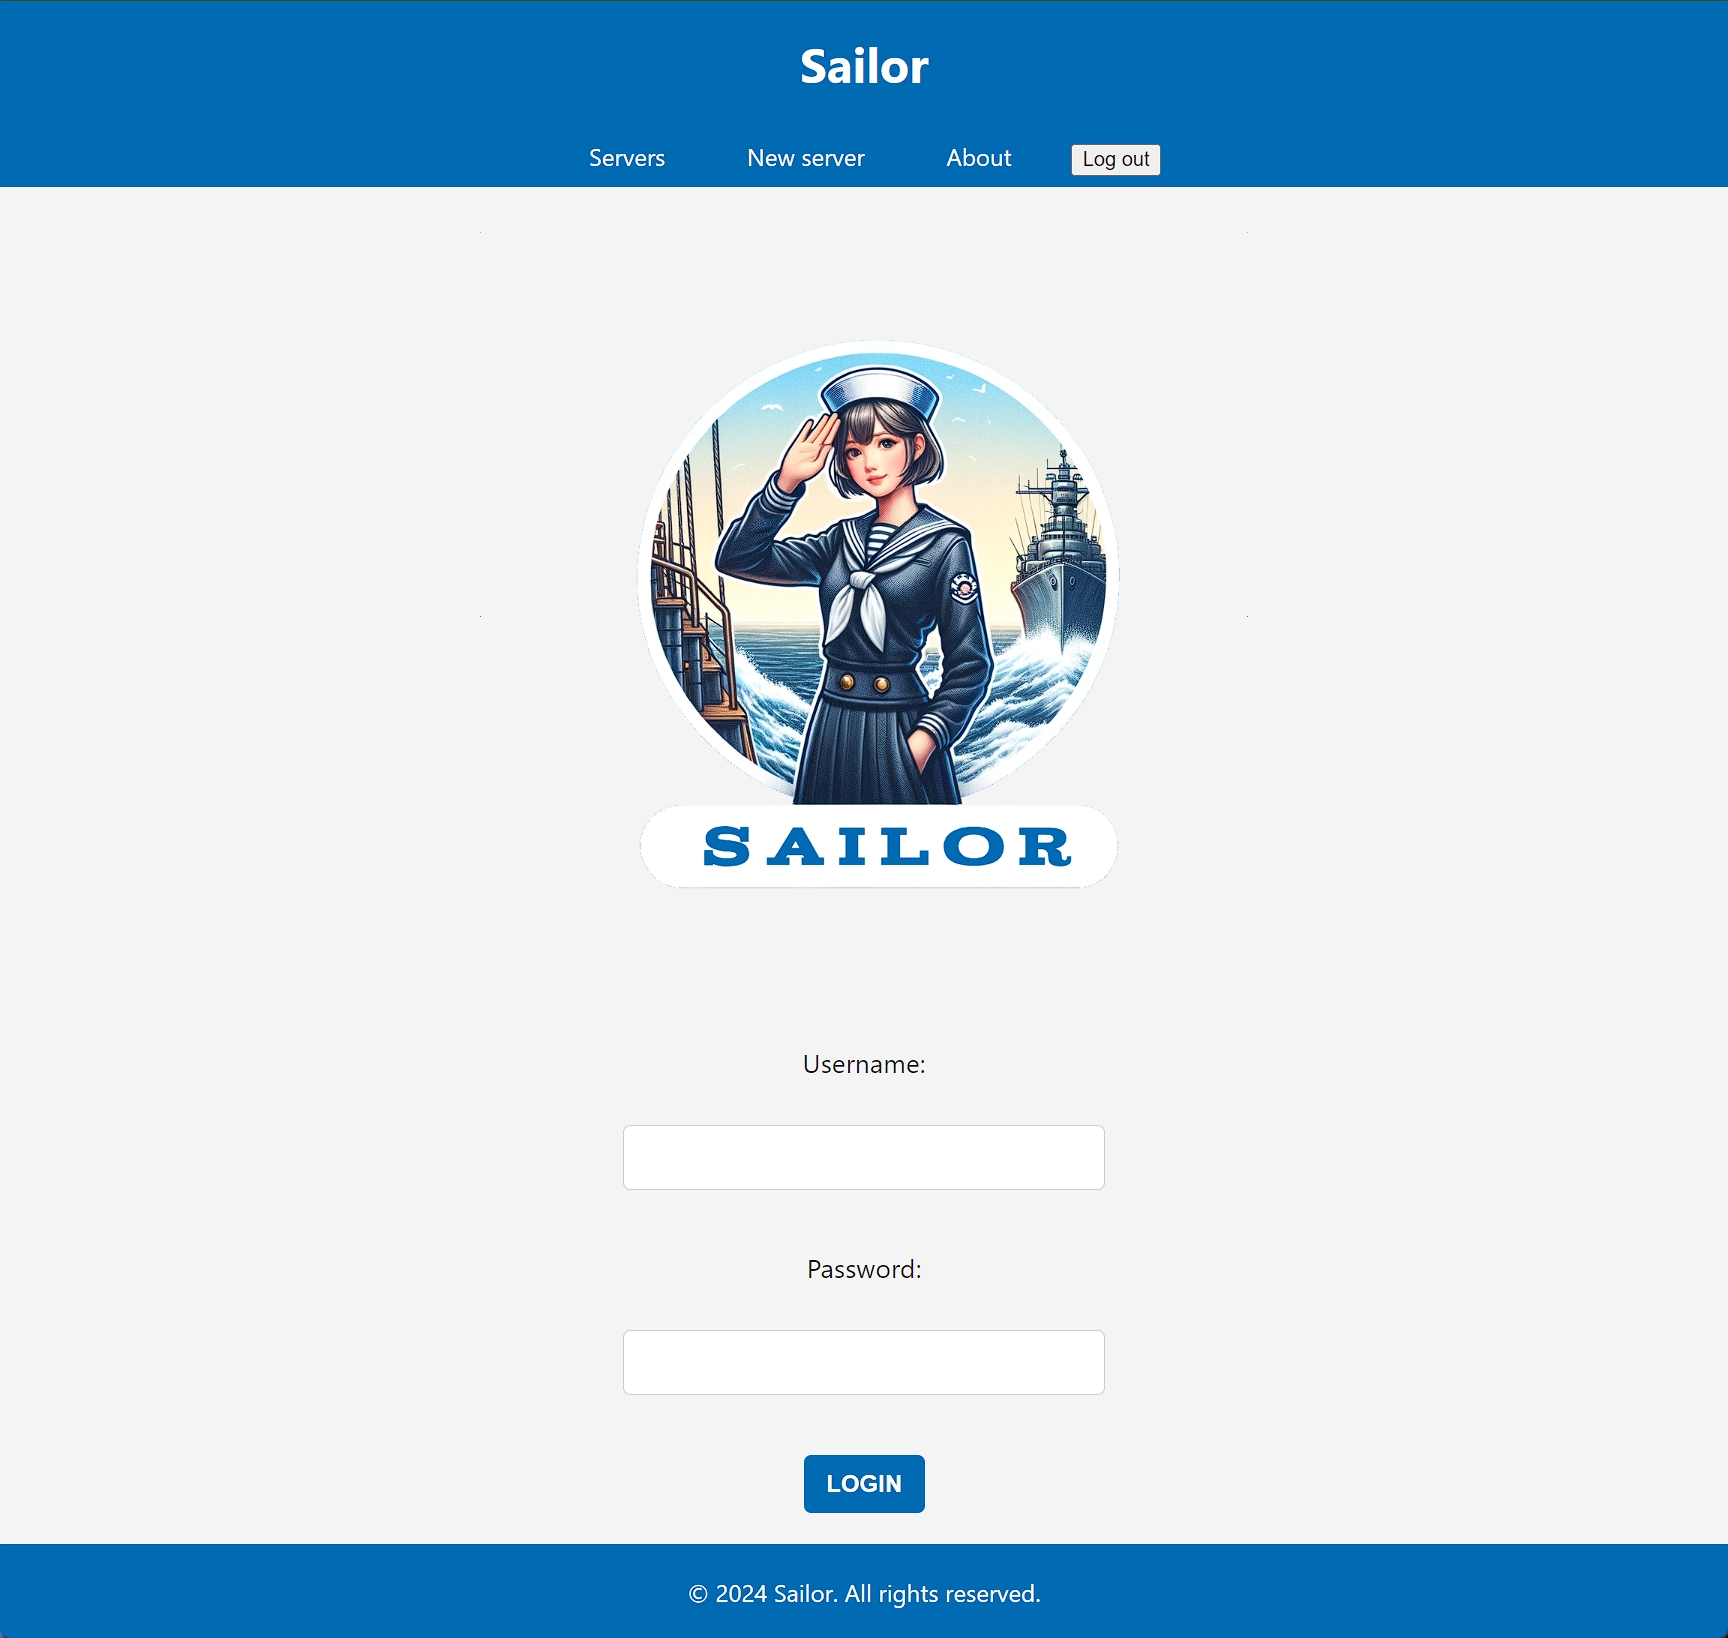 Sailor
Servers New server About Log out
SAILOR
Username:
Password:
LOGIN
© 2024 Sailor. All rights reserved.